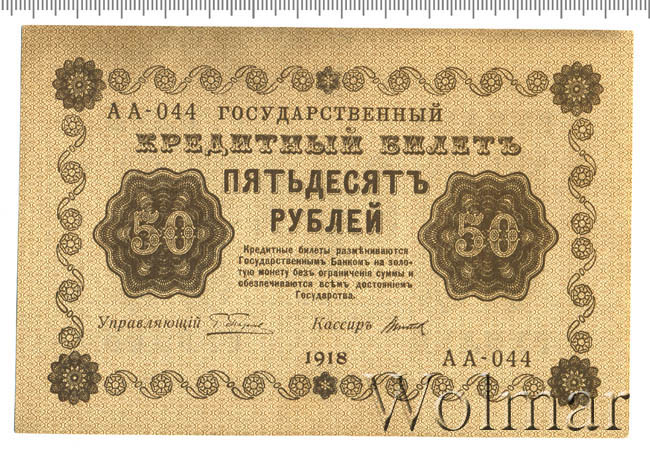 АА-044 ГОСУДАРСТВЕННЫЙ
КРЕДИТНЫЙ БИЛЕТЪ
ПЯТЬДЕСЯТЪ
РУБЛЕЙ
50
50
Кредитные билеты размѣниваются
Государственнымъ Банкомъ на золо-
тую монету безъ ограниченія суммы и
обезпечиваются всѣмъ достояніемъ
Государства.
Управляющій
Кассиръ
1918
АА-044
Wolmar